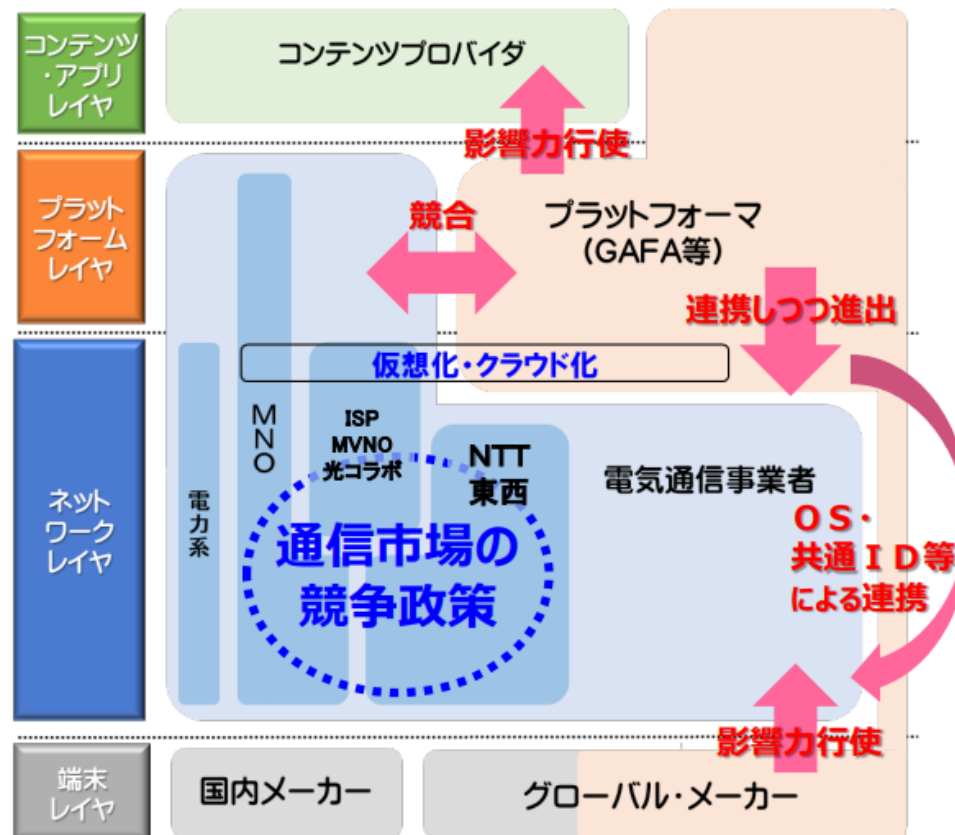 コンテンツ
・アプリ
レイヤ
コンテンツプロバイダ
影響力行使
プラット
フォーム
レイヤ
競合
プラットフォーマ
(GAFA等)
連携しつつ進出
仮想化・クラウド化
ネット
ワーク
レイヤ
電力系
MNO
ISP
MVNO
光コラボ
NTT
東西
電気通信事業者
通信市場の
競争政策
OS・
共通ID等
による連携
影響力行使
端末
レイヤ
国内メーカー
グローバル・メーカー